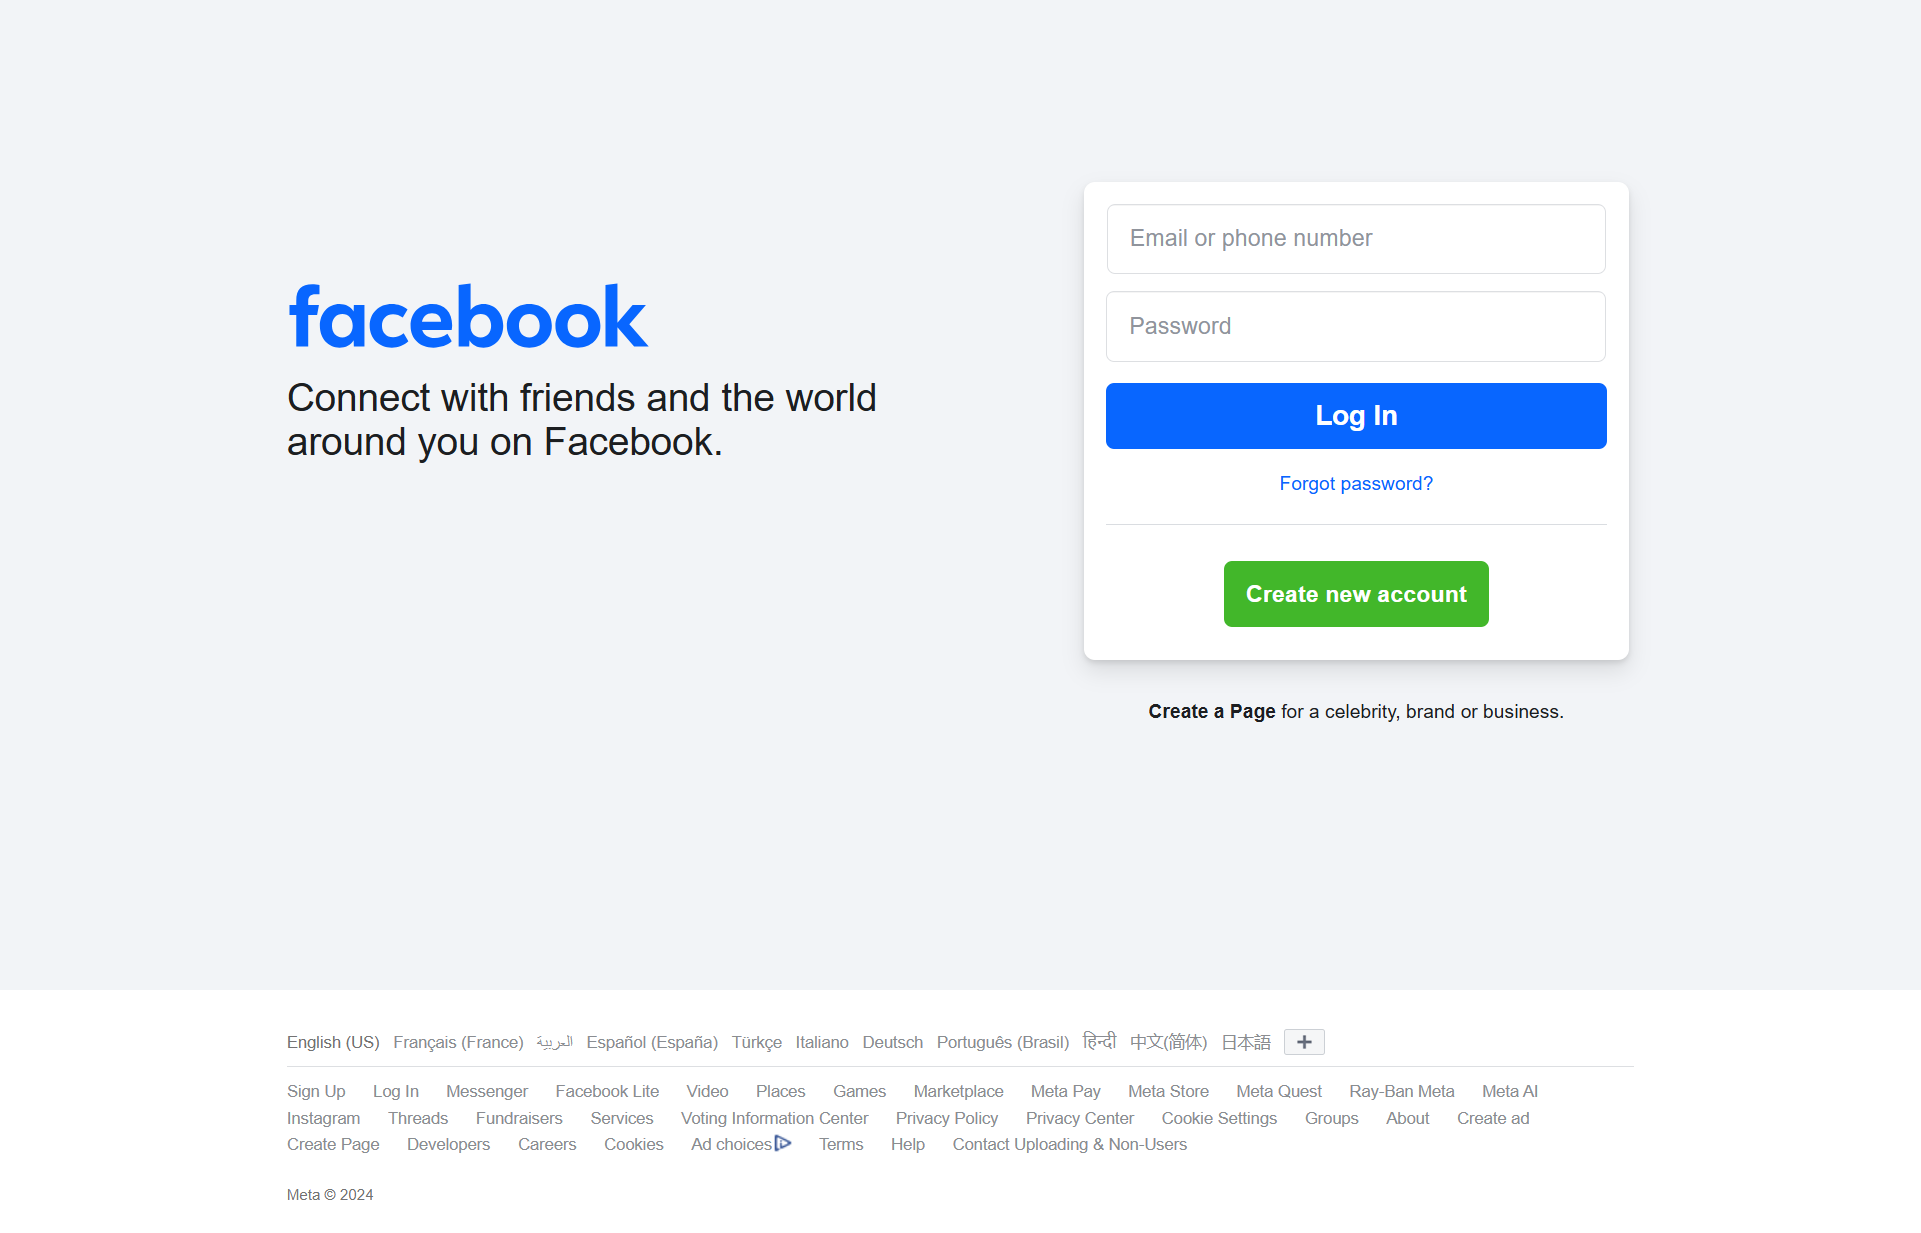 facebook
Connect with friends and the world
around you on Facebook.
Email or phone number
Password
Log In
Forgot password?
Create new account
Create a Page for a celebrity, brand or business.
English (US) Français (France) العربية Español (España) Türkçe Italiano Deutsch Português (Brasil) हिन्दी 中文(简体) 日本語
Sign Up Log In Messenger Facebook Lite Video Places Games Marketplace Meta Pay Meta Store Meta Quest Ray-Ban Meta Meta AI
Instagram Threads Fundraisers Services Voting Information Center Privacy Policy Privacy Center Cookie Settings Groups About Create ad
Create Page Developers Careers Cookies Ad choices Terms Help Contact Uploading & Non-Users
Meta © 2024